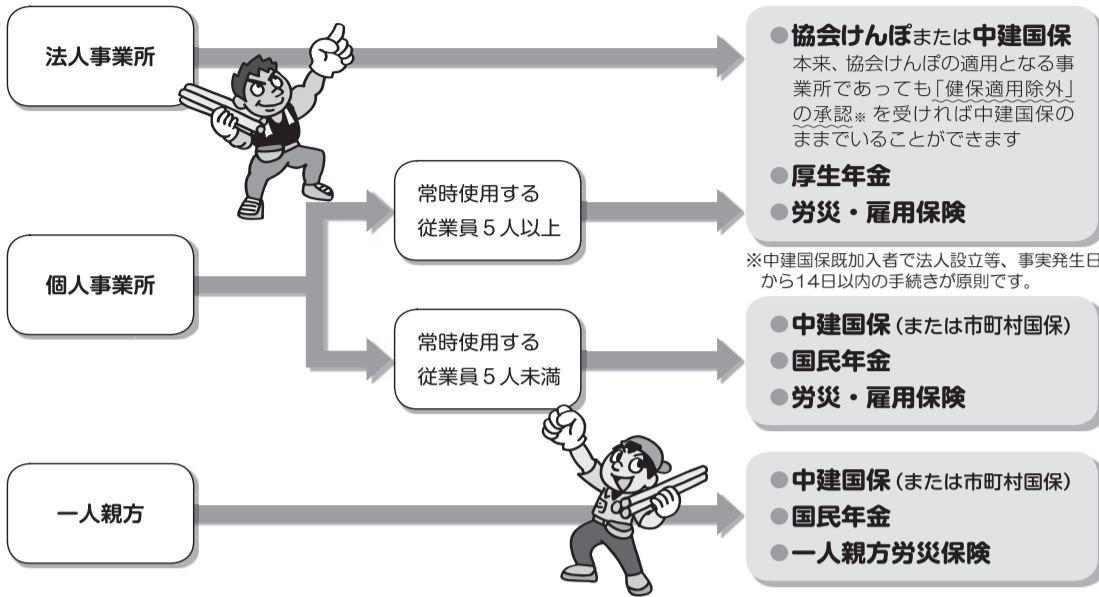 法人事業所
●協会けんぽまたは中建国保
本来、協会けんぽの適用となる事
業所であっても「健保適用除外」
の承認※を受ければ中建国保の
ままでいることができます
●厚生年金
●労災・雇用保険
※中建国保既加入者で法人設立等、事実発生日
から14日以内の手続きが原則です。
個人事業所
常時使用する
従業員5人以上
常時使用する
従業員5人未満
●中建国保(または市町村国保)
●国民年金
●労災・雇用保険
一人親方
●中建国保(または市町村国保)
●国民年金
●一人親方労災保険